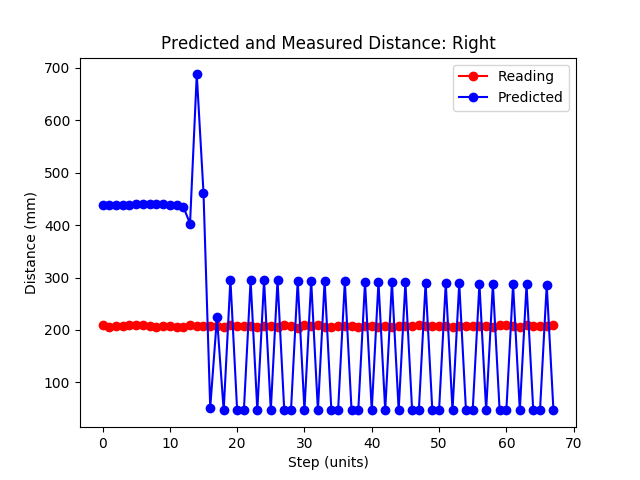 Predicted and Measured Distance: Right
Reading
Predicted
700
600
500
400
300
200
100
Distance (mm)
0 10 20 30 40 50 60 70
Step (units)